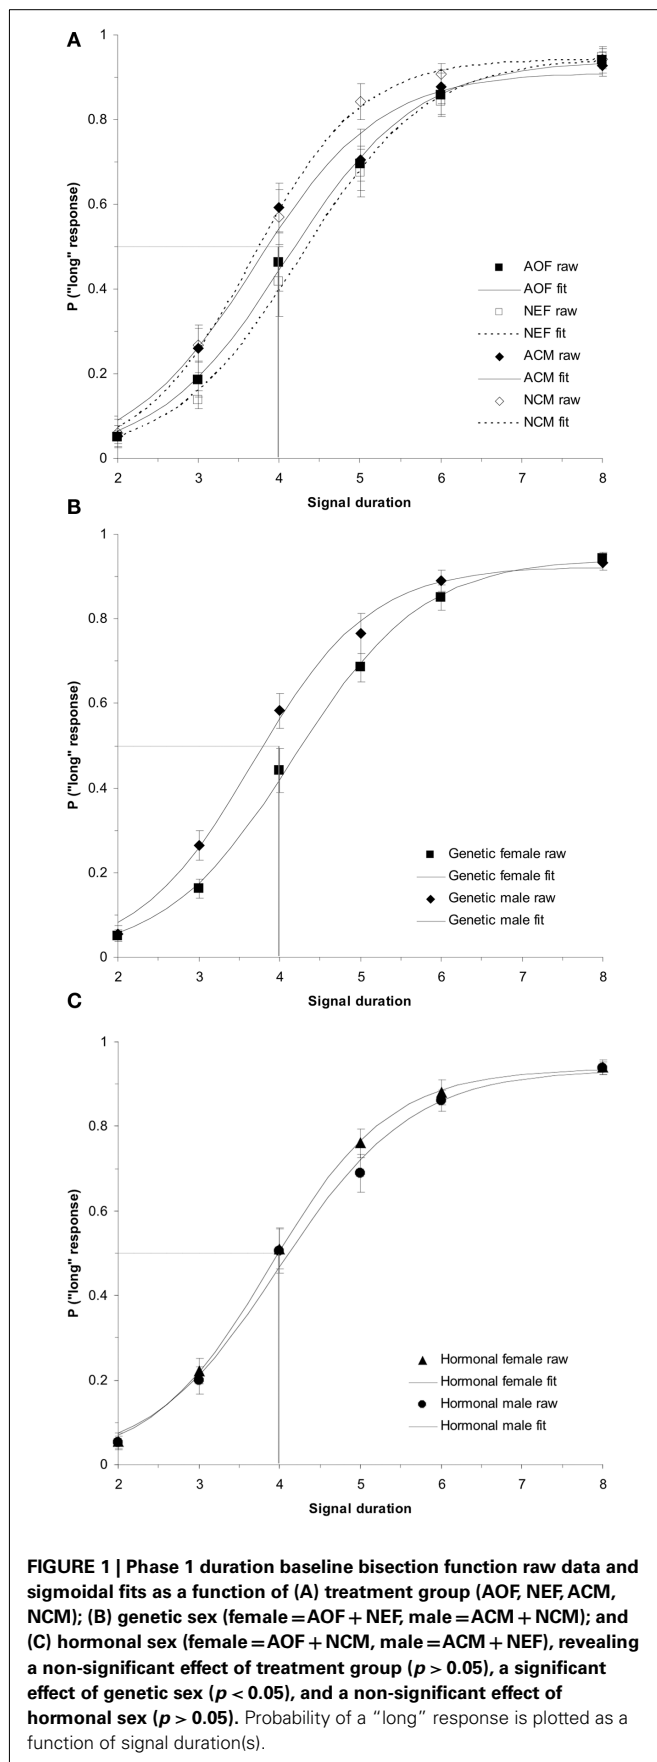 A
1
0.8
0.6
0.4
0.2
0
P ("long" response)
AOF raw
AOF fit
NEF raw
NEF fit
ACM raw
ACM fit
NCM raw
NCM fit
2 3 4 5 6 7 8
Signal duration
B
1
0.8
0.6
0.4
0.2
0
P ("long" response)
Genetic female raw
Genetic female fit
Genetic male raw
Genetic male fit
2 3 4 5 6 7 8
Signal duration
C
1
0.8
0.6
0.4
0.2
0
P ("long" response)
Hormonal female raw
Hormonal female fit
Hormonal male raw
Hormonal male fit
2 3 4 5 6 7 8
Signal duration
FIGURE 1 | Phase 1 duration baseline bisection function raw data and
sigmoidal fits as a function of (A) treatment group (AOF, NEF, ACM,
NCM); (B) genetic sex (female = AOF + NEF, male = ACM + NCM); and
(C) hormonal sex (female = AOF + NCM, male = ACM + NEF), revealing
a non-significant effect of treatment group (p > 0.05), a significant
effect of genetic sex (p < 0.05), and a non-significant effect of
hormonal sex (p > 0.05). Probability of a “long” response is plotted as a
function of signal duration(s).